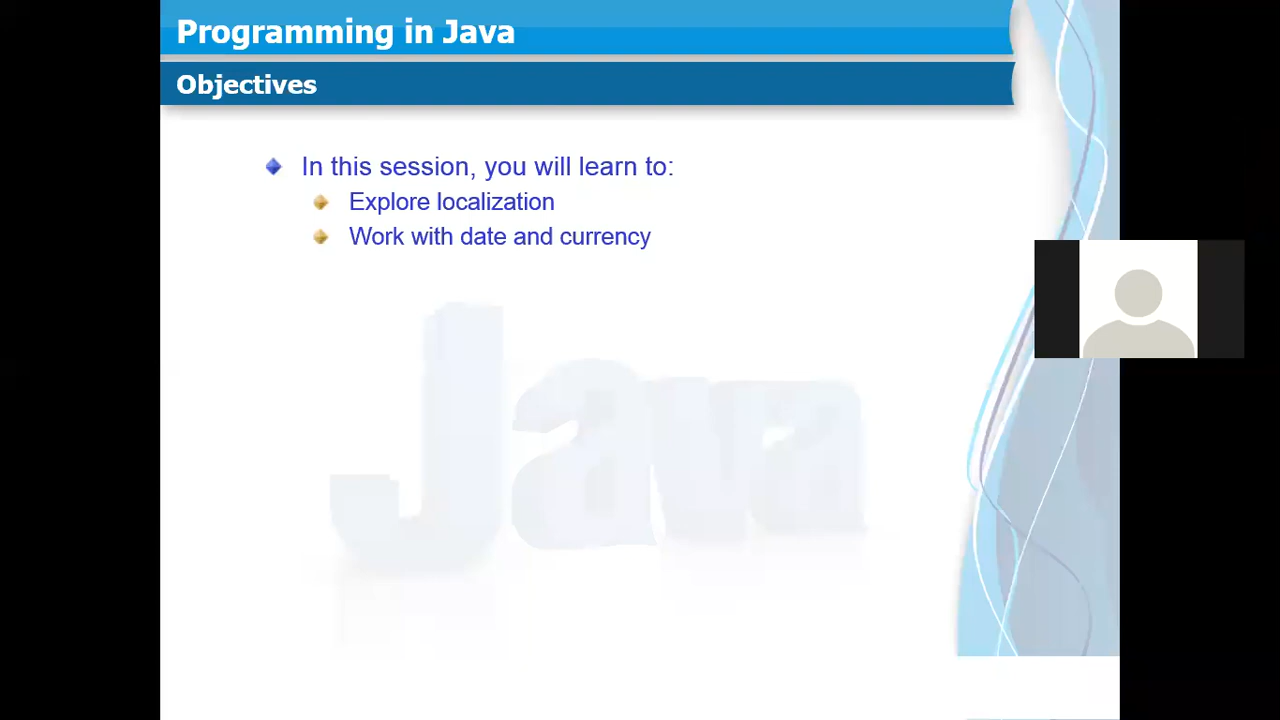 Programming in Java
Objectives
In this session, you will learn to:
Explore localization
Work with date and currency
Java